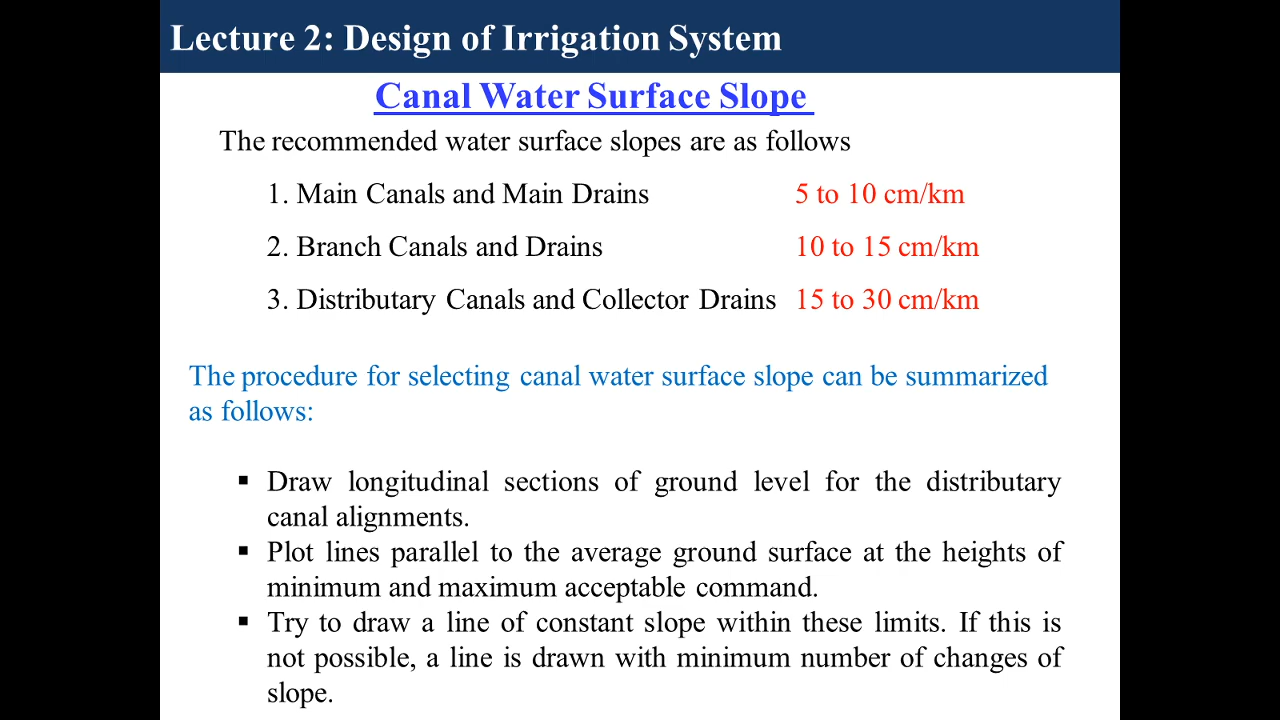 Lecture 2: Design of Irrigation System
Canal Water Surface Slope
The recommended water surface slopes are as follows
1. Main Canals and Main Drains 5 to 10 cm/km
2. Branch Canals and Drains 10 to 15 cm/km
3. Distributary Canals and Collector Drains 15 to 30 cm/km
The procedure for selecting canal water surface slope can be summarized
as follows:
▪ Draw longitudinal sections of ground level for the distributary
canal alignments.
▪ Plot lines parallel to the average ground surface at the heights of
minimum and maximum acceptable command.
▪ Try to draw a line of constant slope within these limits. If this is
not possible, a line is drawn with minimum number of changes of
slope.